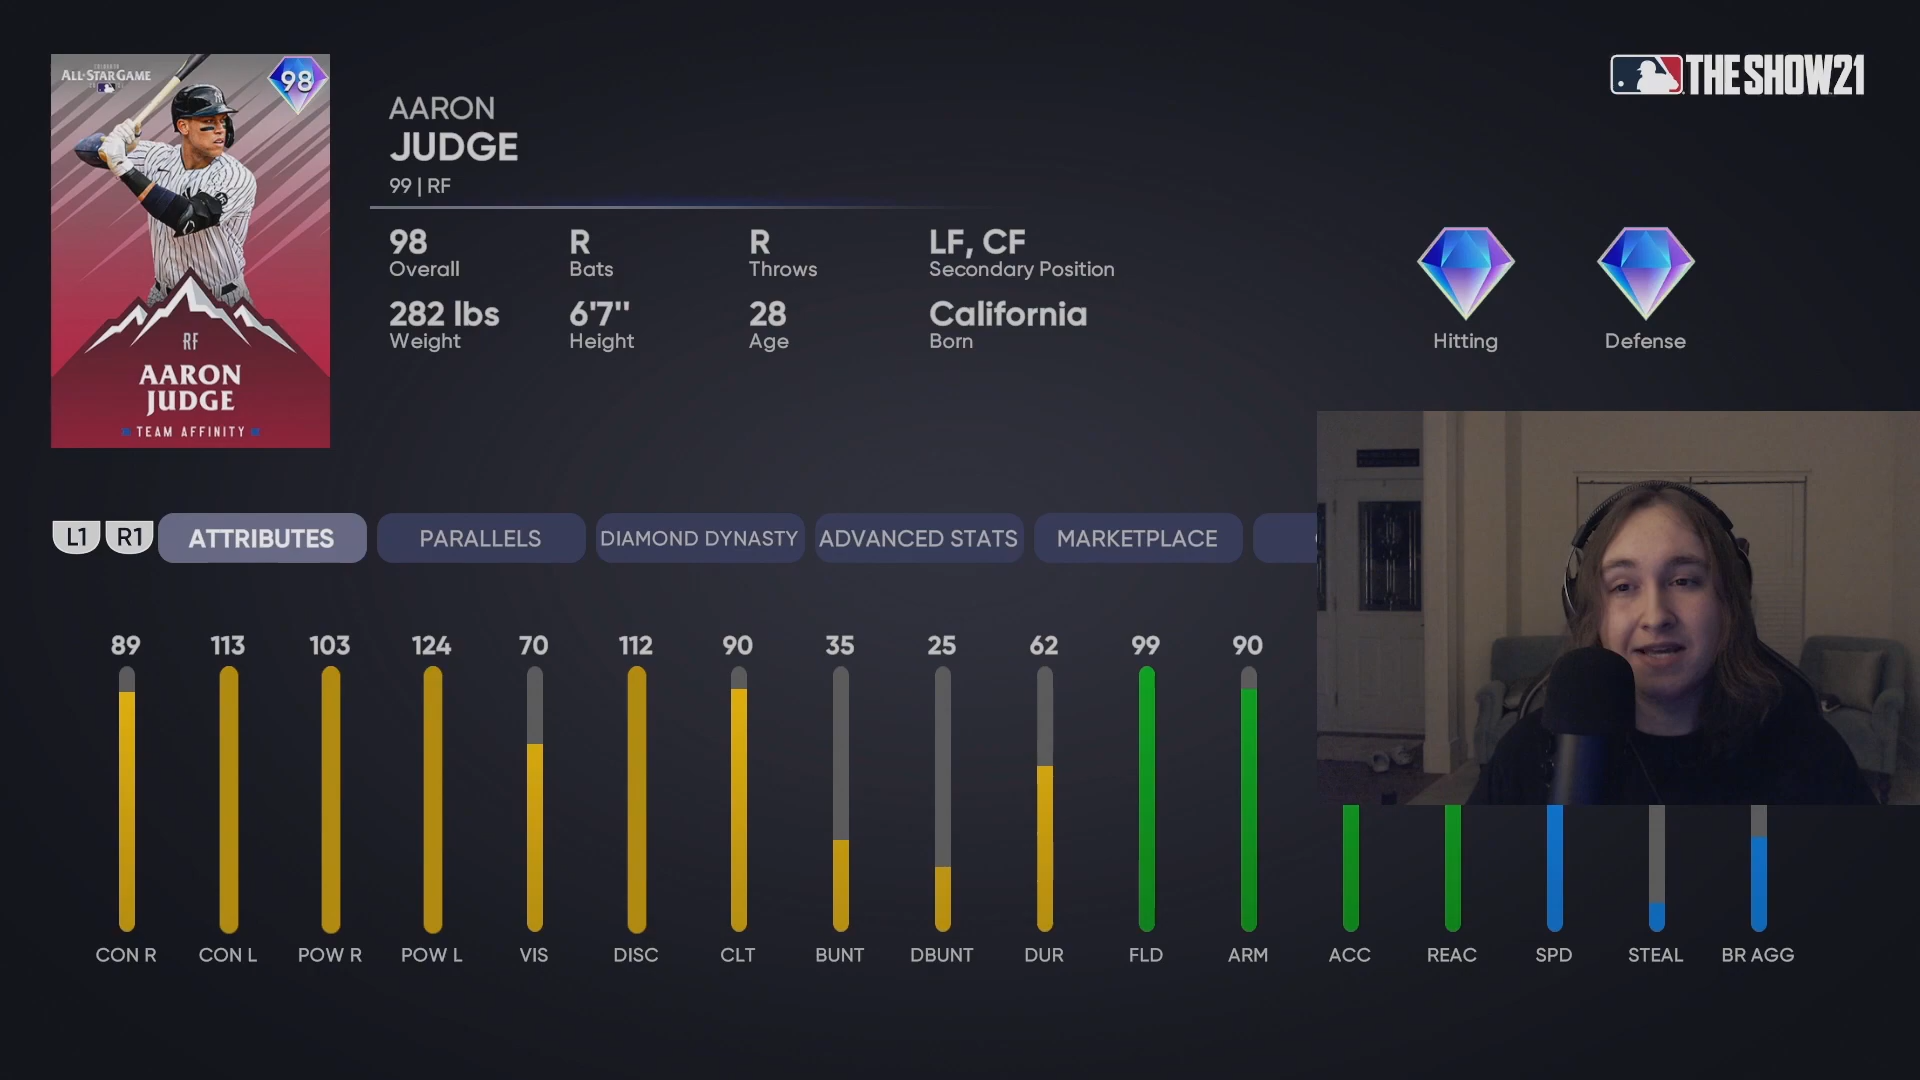 ALL·STAR GAME
98
RF
AARON
JUDGE
TEAM AFFINITY
AARON
JUDGE
99 | RF
98
Overall
R
Bats
R
Throws
LF, CF
Secondary Position
282 lbs
Weight
6'7"
Height
28
Age
California
Born
THE SHOW 21
Hitting
Defense
L1
R1
ATTRIBUTES
PARALLELS
DIAMOND DYNASTY
ADVANCED STATS
MARKETPLACE
89
113
103
124
70
112
90
35
25
62
99
90
CON R
CON L
POW R
POW L
VIS
DISC
CLT
BUNT
DBUNT
DUR
FLD
ARM
ACC
REAC
SPD
STEAL
BR AGG